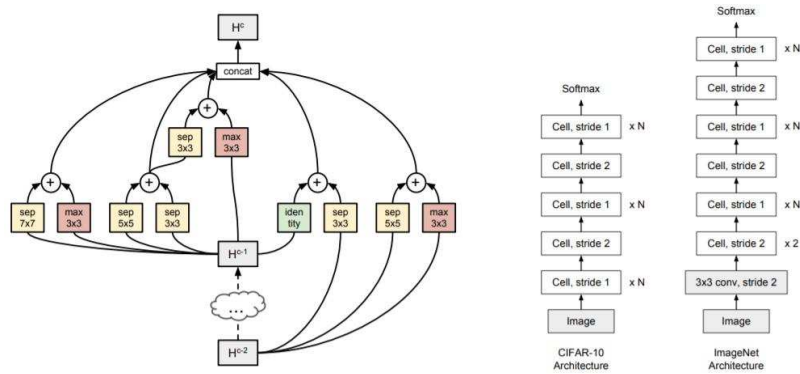 H^c
concat
+
sep
3x3
max
3x3
+
+
+
+
sep
7x7
max
3x3
sep
5x5
sep
3x3
iden
tity
sep
3x3
sep
5x5
max
3x3
H^c-1
...
H^c-2
Softmax
Cell, stride 1 x N
Cell, stride 2
Cell, stride 1 x N
Cell, stride 2
Cell, stride 1 x N
Image
CIFAR-10
Architecture
Softmax
Cell, stride 1 x N
Cell, stride 2
Cell, stride 1 x N
Cell, stride 2
Cell, stride 1 x N
Cell, stride 2 x 2
3x3 conv, stride 2
Image
ImageNet
Architecture